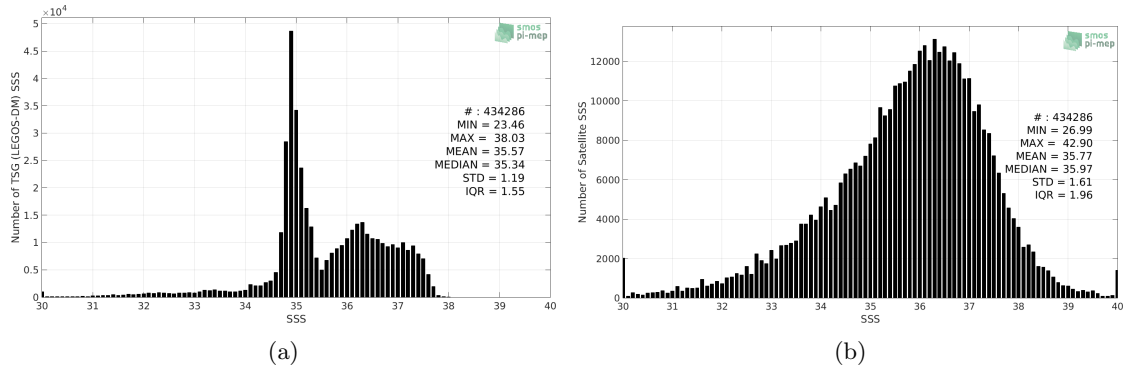 ×10⁴
5
4.5
4
3.5
3
2.5
2
1.5
1
0.5
0
Number of TSG (LEGOS-DM) SSS
smos
pi-mep
# : 434286
MIN = 23.46
MAX = 38.03
MEAN = 35.57
MEDIAN = 35.34
STD = 1.19
IQR = 1.55
30 31 32 33 34 35 36 37 38 39 40
SSS
(a)
12000
10000
8000
6000
4000
2000
0
Number of Satellite SSS
smos
pi-mep
# : 434286
MIN = 26.99
MAX = 42.90
MEAN = 35.77
MEDIAN = 35.97
STD = 1.61
IQR = 1.96
30 31 32 33 34 35 36 37 38 39 40
SSS
(b)